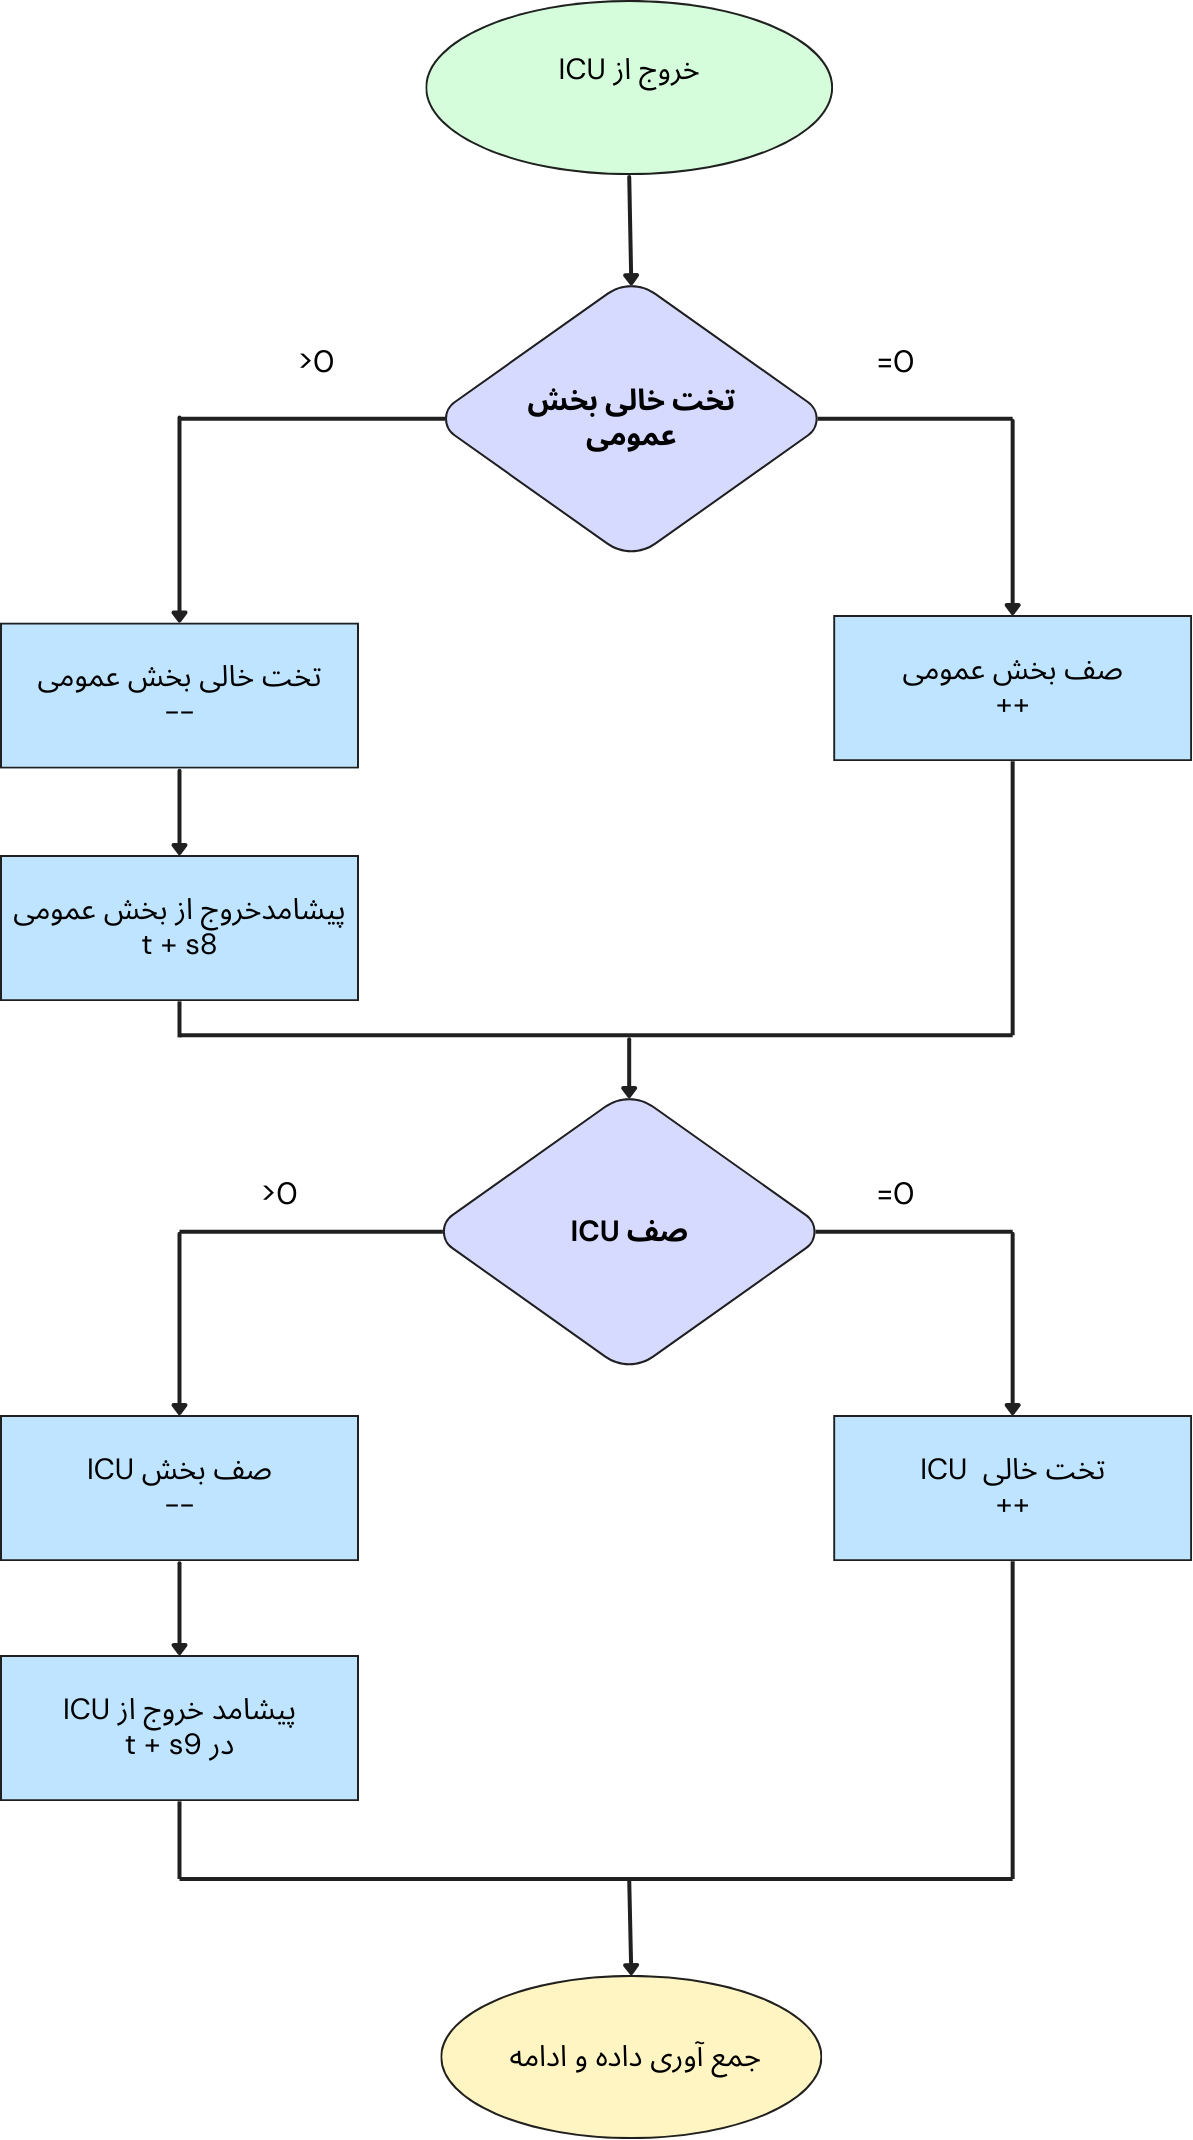 خروج از ICU
>0
=0
تخت خالی بخش
عمومی
تخت خالی بخش عمومی
--
صف بخش عمومی
++
پیشامدخروج از بخش عمومی
t + s8
>0
=0
صف ICU
صف بخش ICU
--
تخت خالی ICU
++
پیشامد خروج از ICU
در t + s9
جمع آوری داده و ادامه